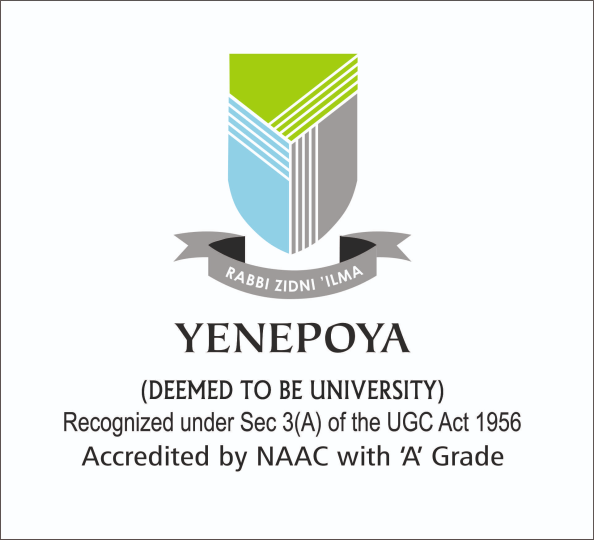 RABBI ZIDNI 'ILMA
YENEPOYA
(DEEMED TO BE UNIVERSITY)
Recognized under Sec 3(A) of the UGC Act 1956
Accredited by NAAC with ‘A’ Grade